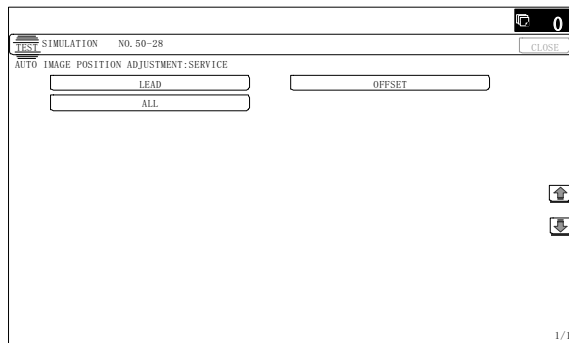 0
TEST SIMULATION NO.50-28 CLOSE
AUTO IMAGE POSITION ADJUSTMENT:SERVICE
LEAD OFFSET
ALL
1/1